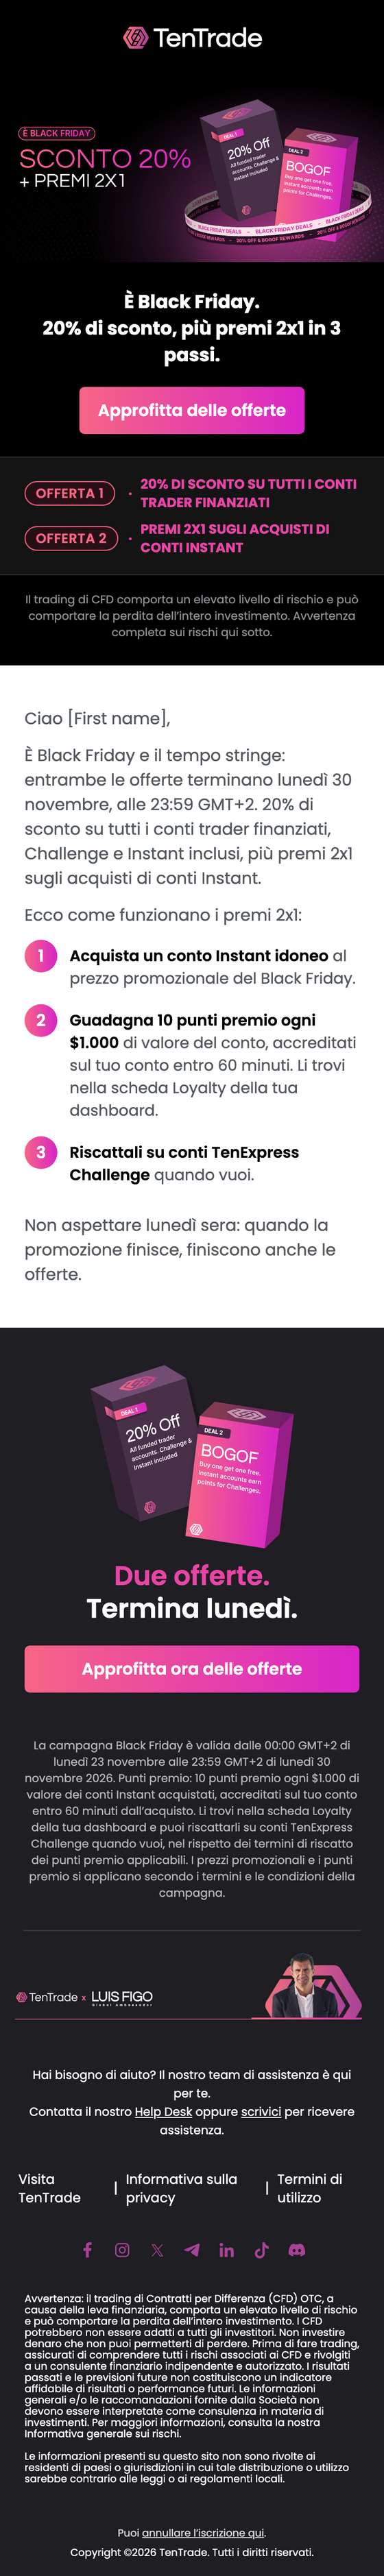 TenTrade
È BLACK FRIDAY
SCONTO 20%
+ PREMI 2X1
DEAL 1
20% Off
All funded trader
accounts. Challenge &
Instant included
DEAL 2
BOGOF
Buy one get one free.
Instant accounts earn
points for Challenges.
BLACK FRIDAY DEALS - BLACK FRIDAY DEALS
20% OFF & BOGOF REWARDS
È Black Friday.
20% di sconto, più premi 2x1 in 3
passi.
Approfitta delle offerte
OFFERTA 1 · 20% DI SCONTO SU TUTTI I CONTI
TRADER FINANZIATI
OFFERTA 2 · PREMI 2X1 SUGLI ACQUISTI DI
CONTI INSTANT
Il trading di CFD comporta un elevato livello di rischio e può
comportare la perdita dell'intero investimento. Avvertenza
completa sui rischi qui sotto.
Ciao [First name],
È Black Friday e il tempo stringe:
entrambe le offerte terminano lunedì 30
novembre, alle 23:59 GMT+2. 20% di
sconto su tutti i conti trader finanziati,
Challenge e Instant inclusi, più premi 2x1
sugli acquisti di conti Instant.
Ecco come funzionano i premi 2x1:
1 Acquista un conto Instant idoneo al
prezzo promozionale del Black Friday.
2 Guadagna 10 punti premio ogni
$1.000 di valore del conto, accreditati
sul tuo conto entro 60 minuti. Li trovi
nella scheda Loyalty della tua
dashboard.
3 Riscattali su conti TenExpress
Challenge quando vuoi.
Non aspettare lunedì sera: quando la
promozione finisce, finiscono anche le
offerte.
DEAL 1
20% Off
All funded trader
accounts. Challenge &
Instant included
DEAL 2
BOGOF
Buy one get one free.
Instant accounts earn
points for Challenges.
Due offerte.
Termina lunedì.
Approfitta ora delle offerte
La campagna Black Friday è valida dalle 00:00 GMT+2 di
lunedì 23 novembre alle 23:59 GMT+2 di lunedì 30
novembre 2026. Punti premio: 10 punti premio ogni $1.000 di
valore dei conti Instant acquistati, accreditati sul tuo conto
entro 60 minuti dall'acquisto. Li trovi nella scheda Loyalty
della tua dashboard e puoi riscattarli su conti TenExpress
Challenge quando vuoi, nel rispetto dei termini di riscatto
dei punti premio applicabili. I prezzi promozionali e i punti
premio si applicano secondo i termini e le condizioni della
campagna.
TenTrade x LUIS FIGO
Global Ambassador
Hai bisogno di aiuto? Il nostro team di assistenza è qui
per te.
Contatta il nostro Help Desk oppure scrivici per ricevere
assistenza.
Visita
TenTrade
| Informativa sulla
privacy
| Termini di
utilizzo
Avvertenza: il trading di Contratti per Differenza (CFD) OTC, a
causa della leva finanziaria, comporta un elevato livello di rischio
e può comportare la perdita dell'intero investimento. I CFD
potrebbero non essere adatti a tutti gli investitori. Non investire
denaro che non puoi permetterti di perdere. Prima di fare trading,
assicurati di comprendere tutti i rischi associati ai CFD e rivolgiti
a un consulente finanziario indipendente e autorizzato. I risultati
passati e le previsioni future non costituiscono un indicatore
affidabile di risultati o performance futuri. Le informazioni
generali e/o le raccomandazioni fornite dalla Società non
devono essere interpretate come consulenza in materia di
investimenti. Per maggiori informazioni, consulta la nostra
Informativa generale sui rischi.
Le informazioni presenti su questo sito non sono rivolte ai
residenti di paesi o giurisdizioni in cui tale distribuzione o utilizzo
sarebbe contrario alle leggi o ai regolamenti locali.
Puoi annullare l'iscrizione qui.
Copyright ©2026 TenTrade. Tutti i diritti riservati.